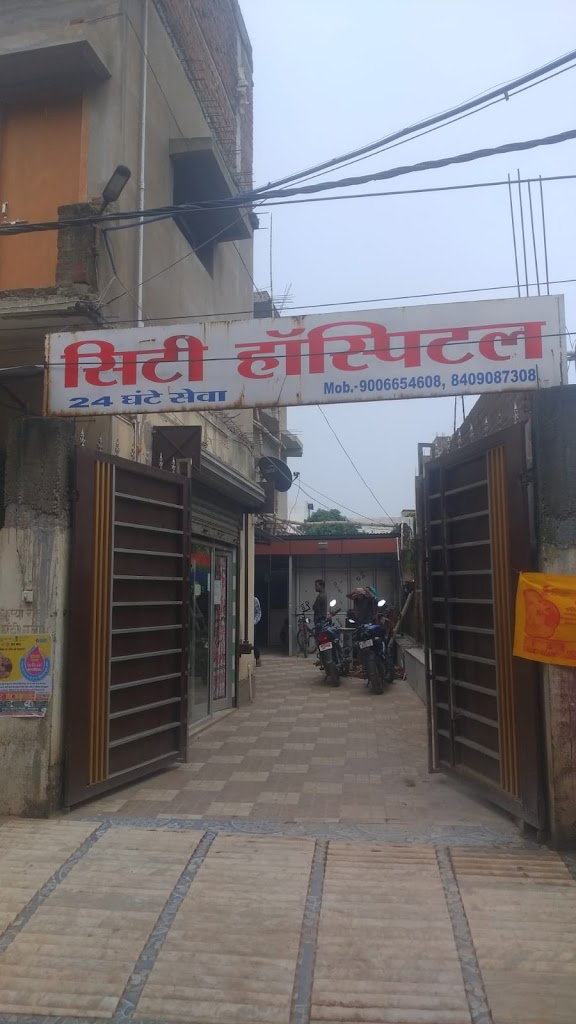 सिटी हॉस्पिटल
24 घंटे सेवा
Mob.-9006654608, 8409087308